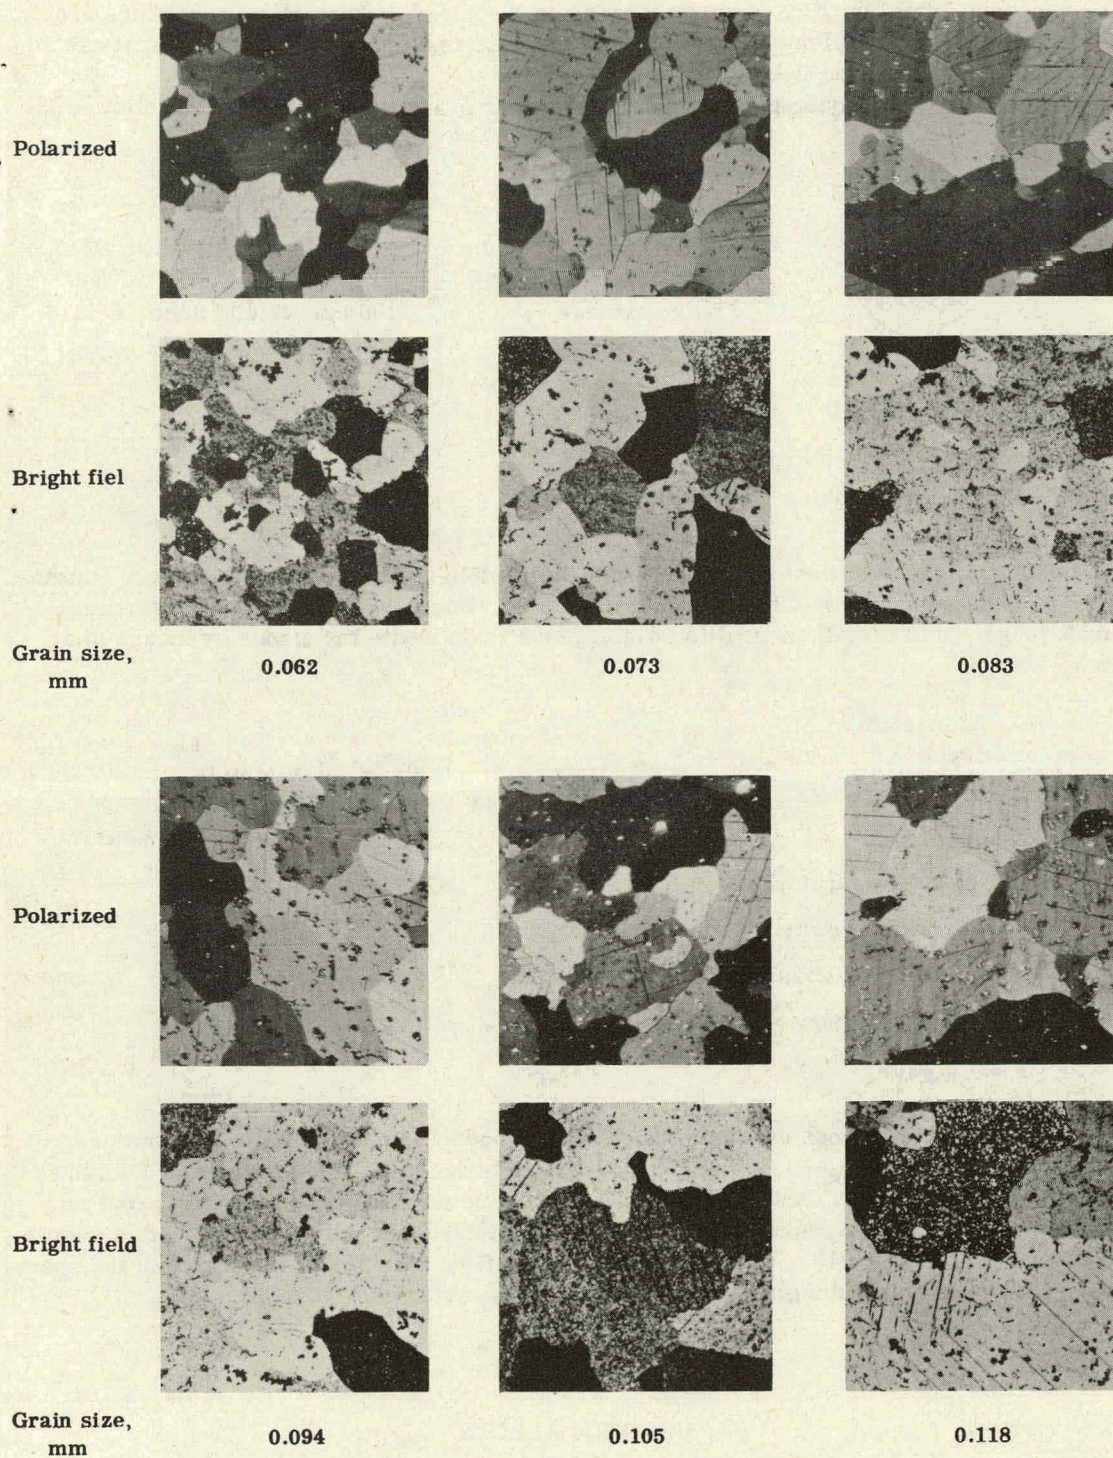 Polarized
Bright fiel
Grain size,
mm
0.062 0.073 0.083
Polarized
Bright field
Grain size,
mm
0.094 0.105 0.118